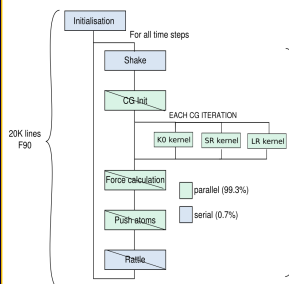 Initialisation
For all time steps
Shake
CG Init
EACH CG ITERATION
K0 kernel
SR kernel
LR kernel
20K lines
F90
Force calculation
parallel (99.3%)
Push atoms
serial (0.7%)
Rattle